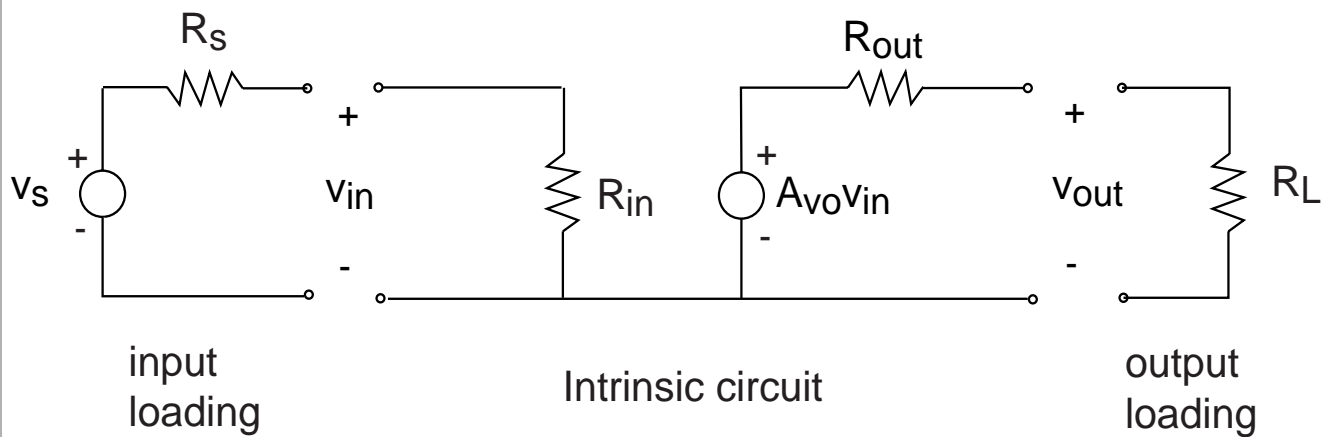 Rs
Rout
+
+
+
+
vs
vin
Rin
Avovin
vout
RL
-
-
-
-
input
loading
Intrinsic circuit
output
loading